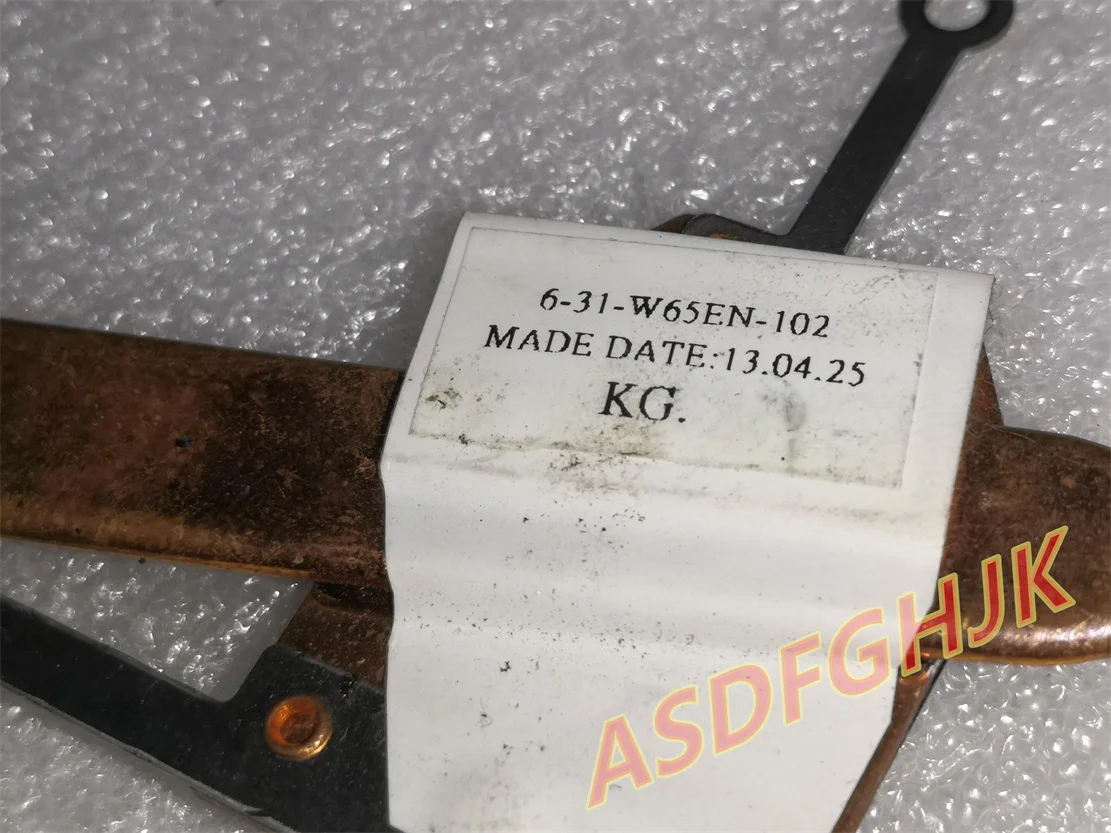 6-31-W65EN-102
MADE DATE:13.04.25
KG.
ASDFGHJK